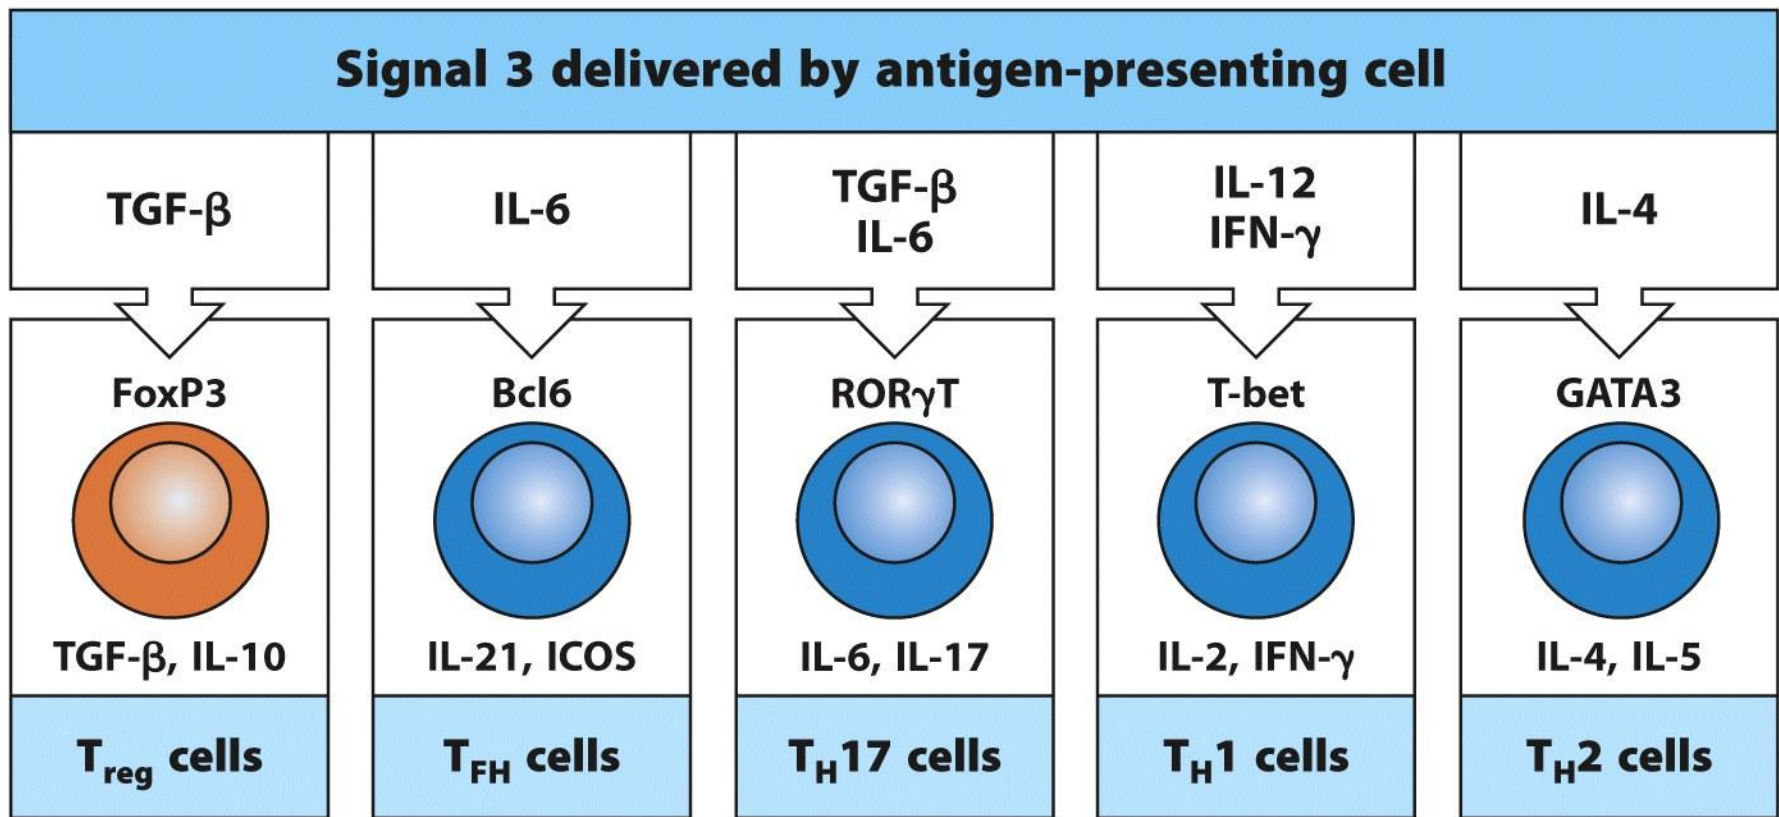 Signal 3 delivered by antigen-presenting cell
TGF-β
IL-6
TGF-β
IL-6
IL-12
IFN-γ
IL-4
FoxP3
Bcl6
RORγT
T-bet
GATA3
TGF-β, IL-10
IL-21, ICOS
IL-6, IL-17
IL-2, IFN-γ
IL-4, IL-5
Treg cells
TFH cells
TH17 cells
TH1 cells
TH2 cells